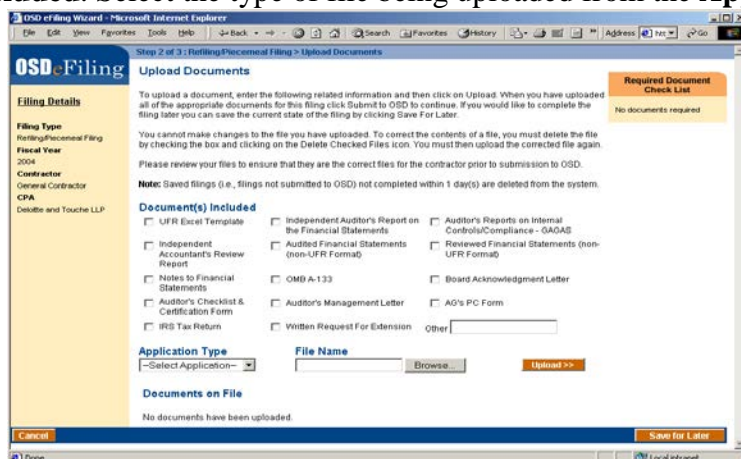 Included. Select the type of file being uploaded from the Ap
OSD eFiling Wizard - Microsoft Internet Explorer
File Edit View Favorites Tools Help Back Search Favorites History Address Go
OSDeFiling
Filing Details
Filing Type
Refiling/Piecemeal Filing
Fiscal Year
2004
Contractor
General Contractor
CPA
Deloitte and Touche LLP
Step 2 of 3 : Refiling/Piecemeal Filing > Upload Documents
Upload Documents
To upload a document, enter the following related information and then click on Upload. When you have uploaded
all of the appropriate documents for this filing click Submit to OSD to continue. If you would like to complete the
filing later you can save the current state of the filing by clicking Save For Later.
You cannot make changes to the file you have uploaded. To correct the contents of a file, you must delete the file
by checking the box and clicking on the Delete Checked Files icon. You must then upload the corrected file again.
Please review your files to ensure that they are the correct files for the contractor prior to submission to OSD.
Note: Saved filings (i.e., filings not submitted to OSD) not completed within 1 day(s) are deleted from the system.
Document(s) Included
UFR Excel Template
Independent Auditor's Report on
the Financial Statements
Auditor's Reports on Internal
Controls/Compliance - GAGAS
Independent
Accountant's Review
Report
Audited Financial Statements
(non-UFR Format)
Reviewed Financial Statements (non-
UFR Format)
Notes to Financial
Statements
OMB A-133
Board Acknowledgment Letter
Auditor's Checklist &
Certification Form
Auditor's Management Letter
AG's PC Form
IRS Tax Return
Written Request For Extension
Other
Application Type
File Name
--Select Application--
Browse...
Upload >>
Documents on File
No documents have been uploaded.
Required Document
Check List
No documents required
Cancel
Save for Later
Done
Local intranet